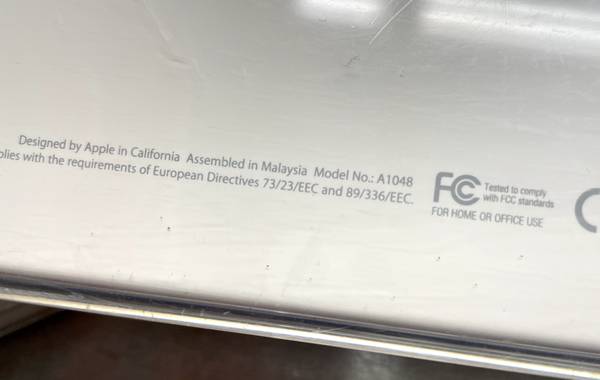 Designed by Apple in California Assembled in Malaysia Model No.: A1048
with the requirements of European Directives 73/23/EEC and 89/336/EEC.
FC Tested to comply
with FCC standards
FOR HOME OR OFFICE USE